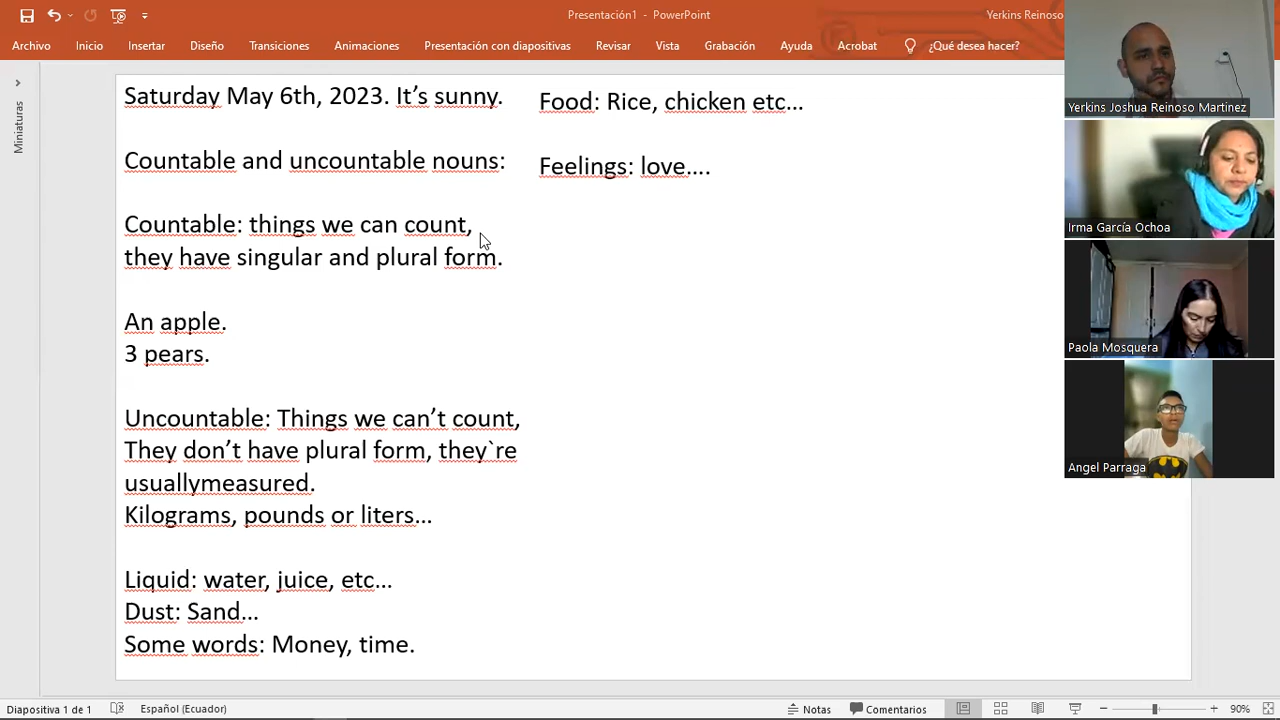 Presentación1 - PowerPoint
Yerkins Reinoso
Archivo
Inicio
Insertar
Diseño
Transiciones
Animaciones
Presentación con diapositivas
Revisar
Vista
Grabación
Ayuda
Acrobat
¿Qué desea hacer?
Miniaturas
Saturday May 6th, 2023. It’s sunny.
Countable and uncountable nouns:
Countable: things we can count,
they have singular and plural form.
An apple.
3 pears.
Uncountable: Things we can’t count,
They don’t have plural form, they`re
usuallymeasured.
Kilograms, pounds or liters…
Liquid: water, juice, etc…
Dust: Sand…
Some words: Money, time.
Food: Rice, chicken etc…
Feelings: love….
Yerkins Joshua Reinoso Martinez
Irma García Ochoa
Paola Mosquera
Angel Parraga
Diapositiva 1 de 1
Español (Ecuador)
Notas
Comentarios
90%